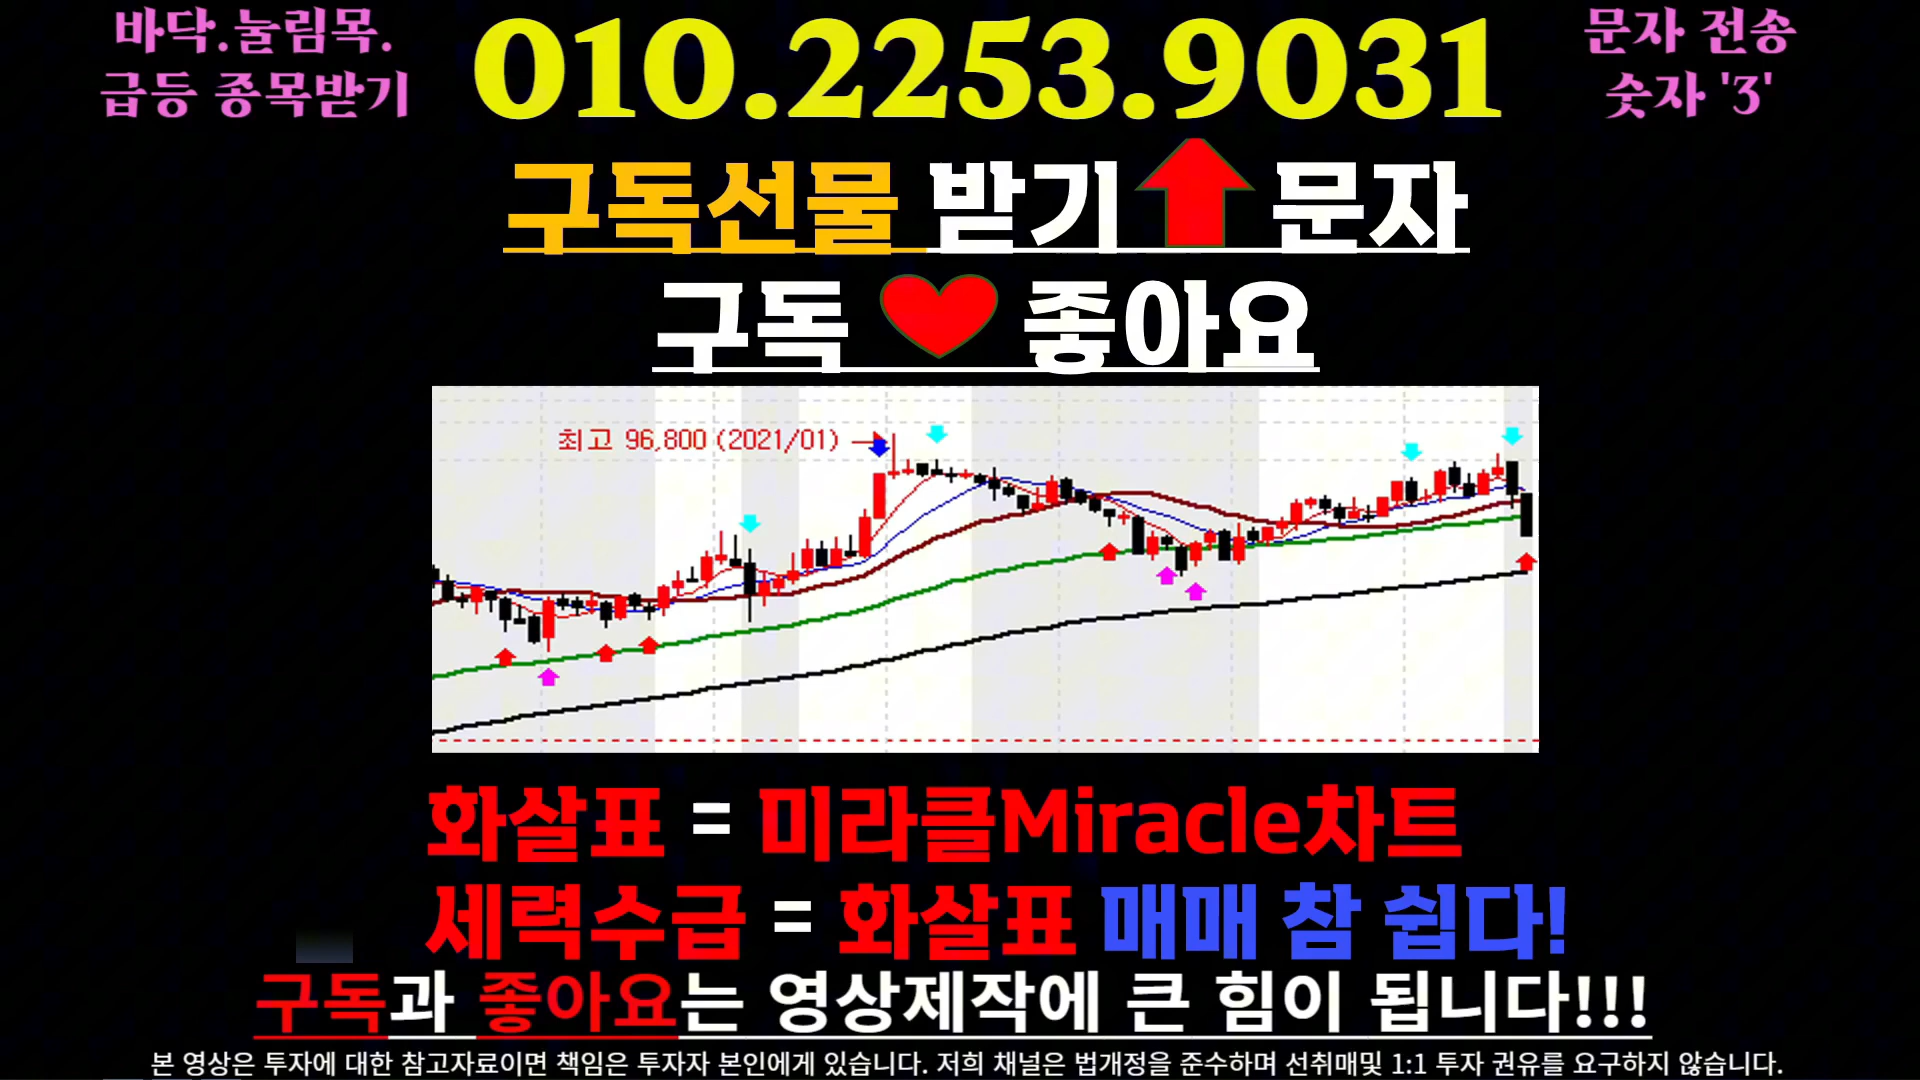 바닥.눌림목.
급등 종목받기
010.2253.9031
문자 전송
숫자 '3'
구독선물 받기 문자
구독 좋아요
최고 96,800 (2021/01)
화살표 = 미라클Miracle차트
세력수급 = 화살표 매매 참 쉽다!
구독과 좋아요는 영상제작에 큰 힘이 됩니다!!!
본 영상은 투자에 대한 참고자료이면 책임은 투자자 본인에게 있습니다. 저희 채널은 법개정을 준수하며 선취매및 1:1 투자 권유를 요구하지 않습니다.